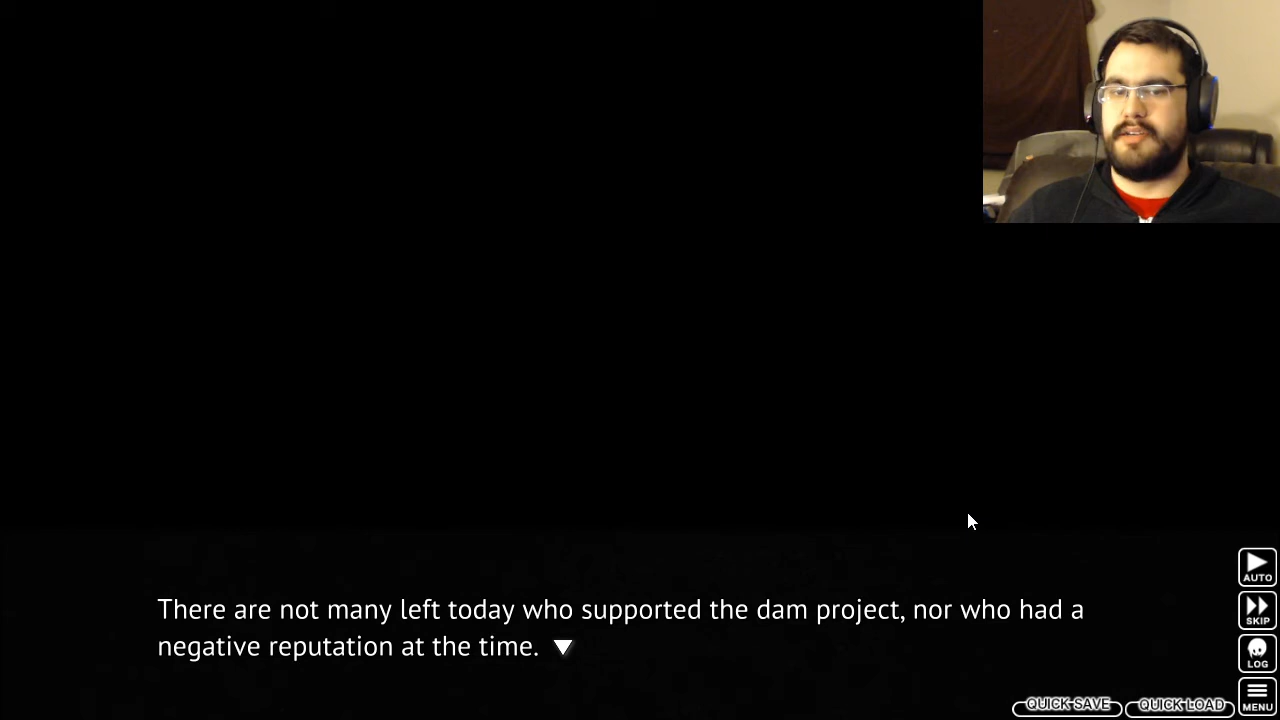 There are not many left today who supported the dam project, nor who had a
negative reputation at the time.
AUTO
SKIP
LOG
MENU
QUICK SAVE
QUICK LOAD